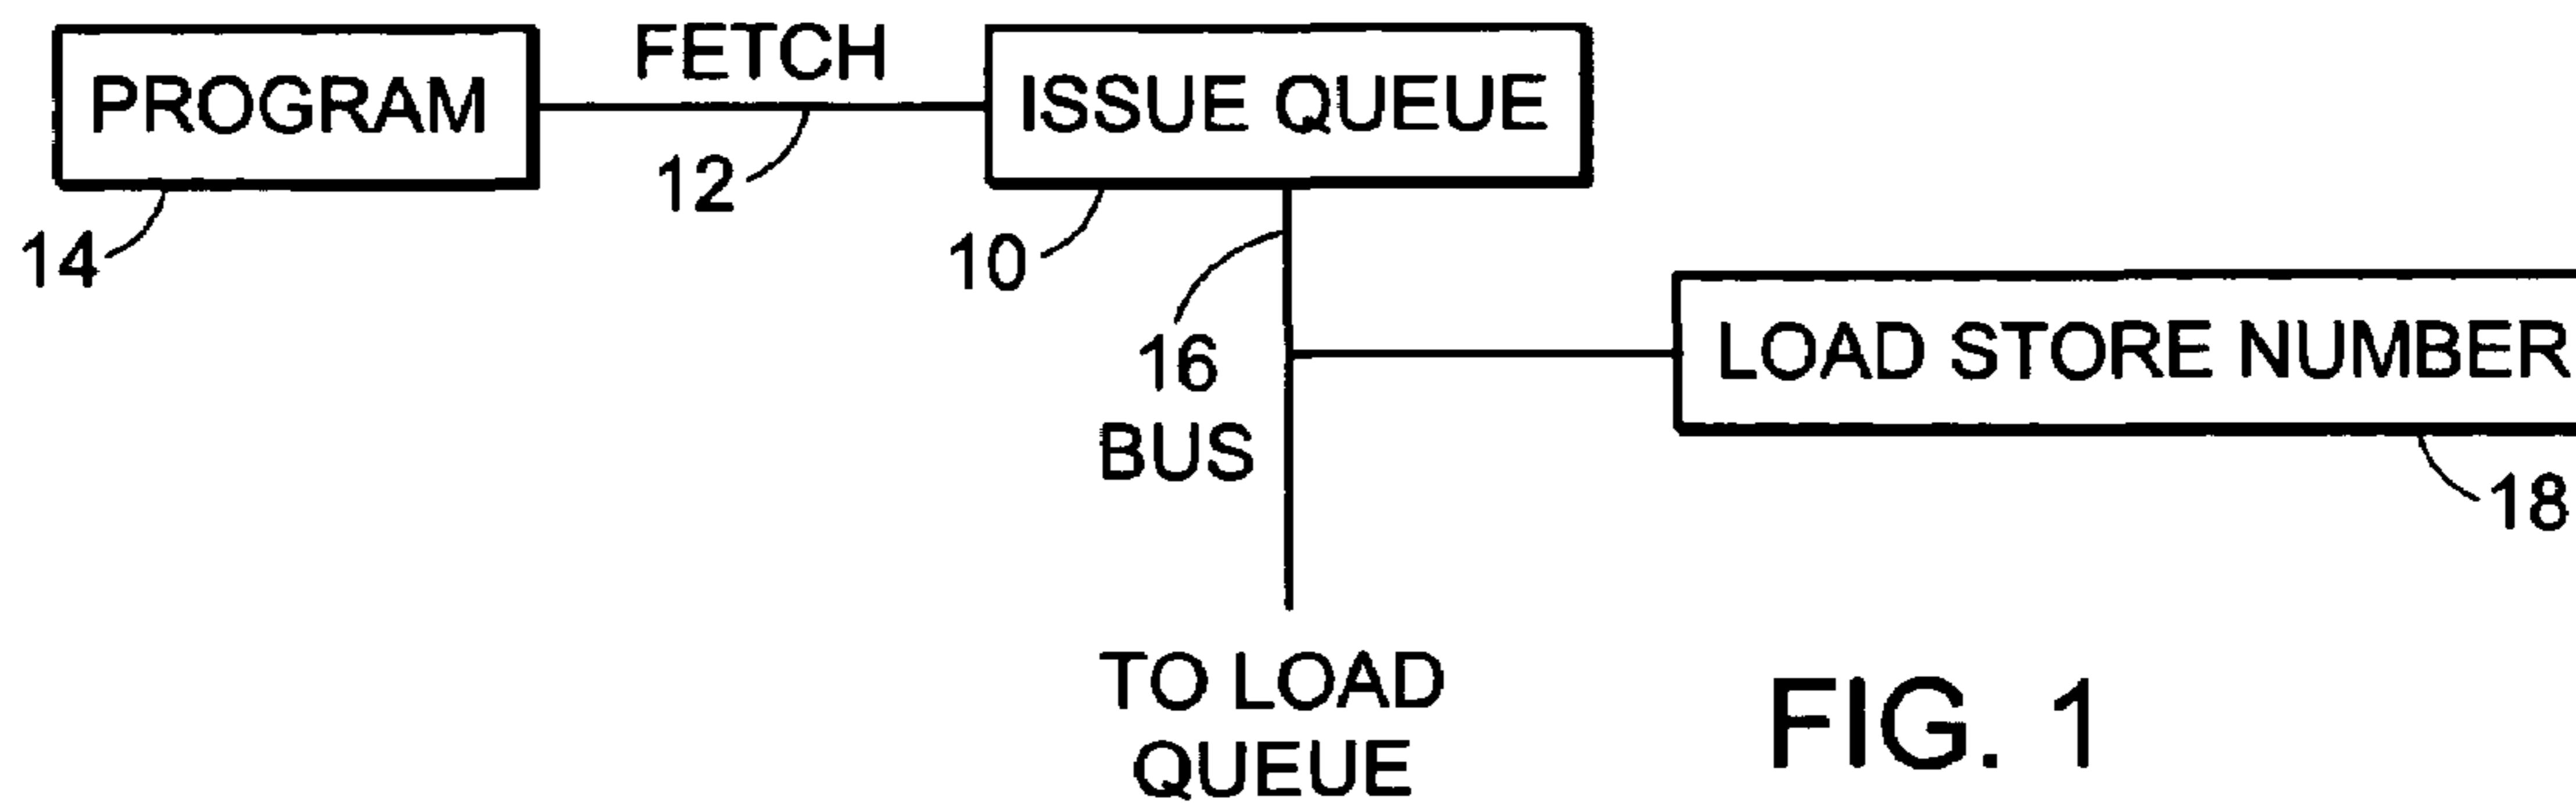 FETCH
PROGRAM
ISSUE QUEUE
12
14
10
16
BUS
LOAD STORE NUMBER
18
TO LOAD
QUEUE
FIG. 1